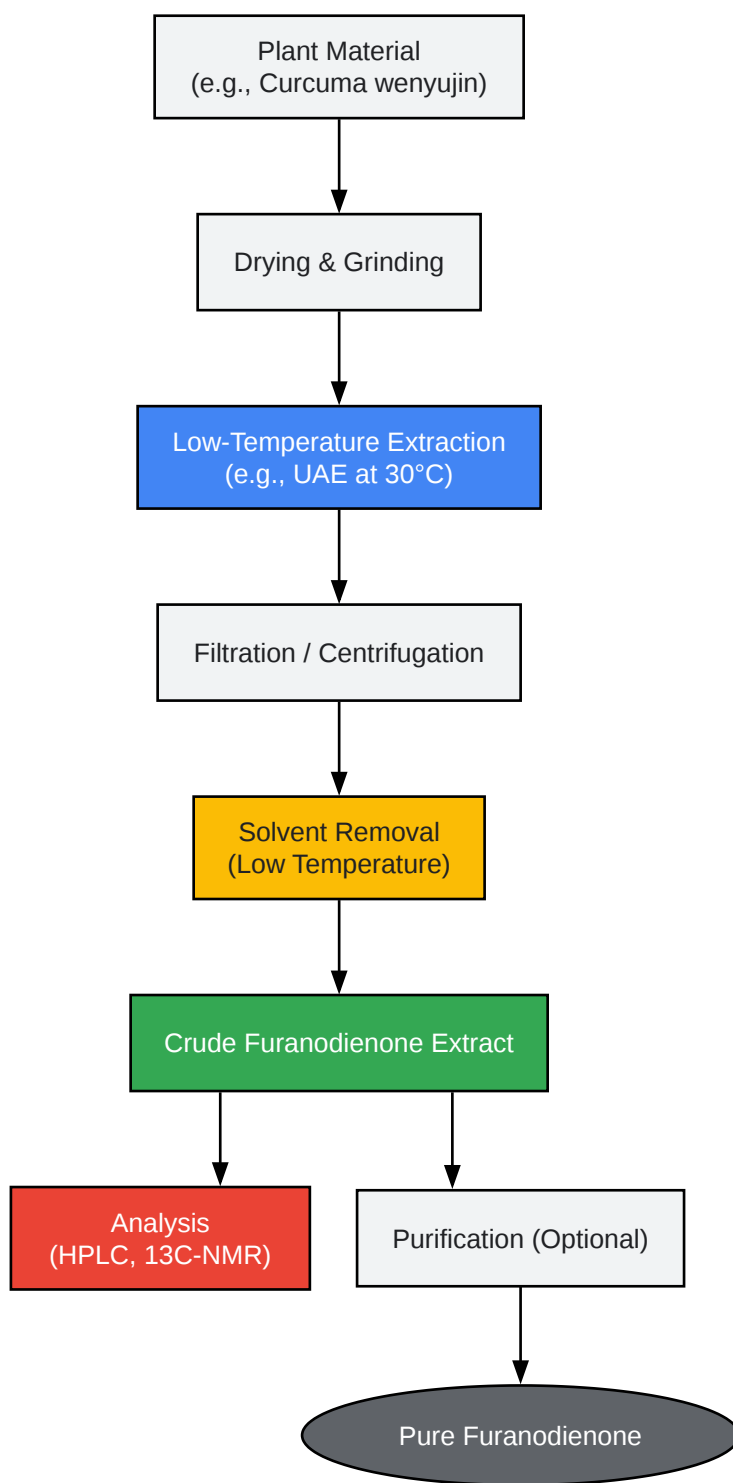 Plant Material
(e.g., Curcuma wenyujin)
Drying & Grinding
Low-Temperature Extraction
(e.g., UAE at 30°C)
Filtration / Centrifugation
Solvent Removal
(Low Temperature)
Crude Furanodienone Extract
Analysis
(HPLC, 13C-NMR)
Purification (Optional)
Pure Furanodienone